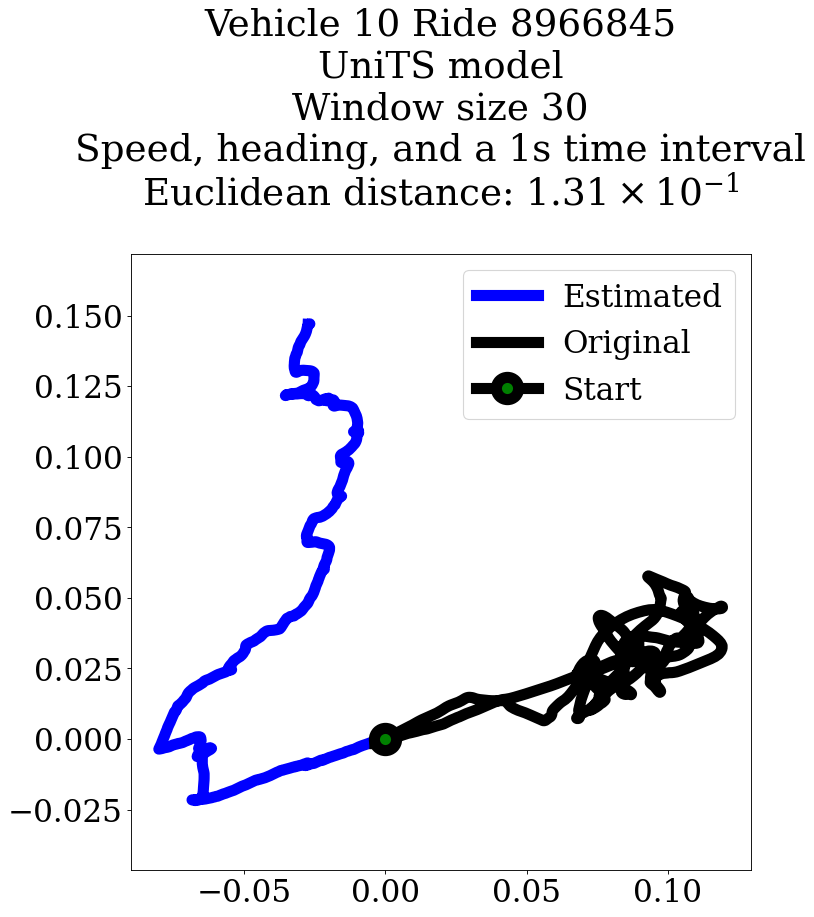 Vehicle 10 Ride 8966845
UniTS model
Window size 30
Speed, heading, and a 1s time interval
Euclidean distance: 1.31 × 10⁻¹
Estimated
Original
Start
0.150
0.125
0.100
0.075
0.050
0.025
0.000
−0.025
−0.05 0.00 0.05 0.10